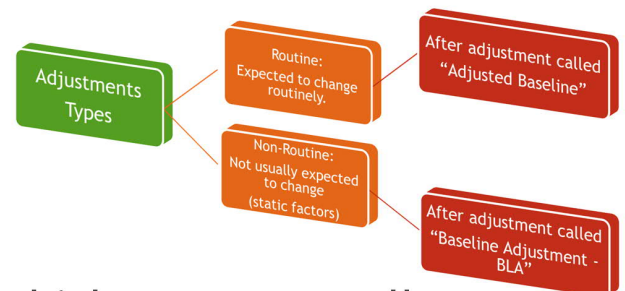 Adjustments
Types
Routine:
Expected to change
routinely.
After adjustment called
“Adjusted Baseline”
Non-Routine:
Not usually expected
to change
(static factors)
After adjustment called
“Baseline Adjustment -
BLA”